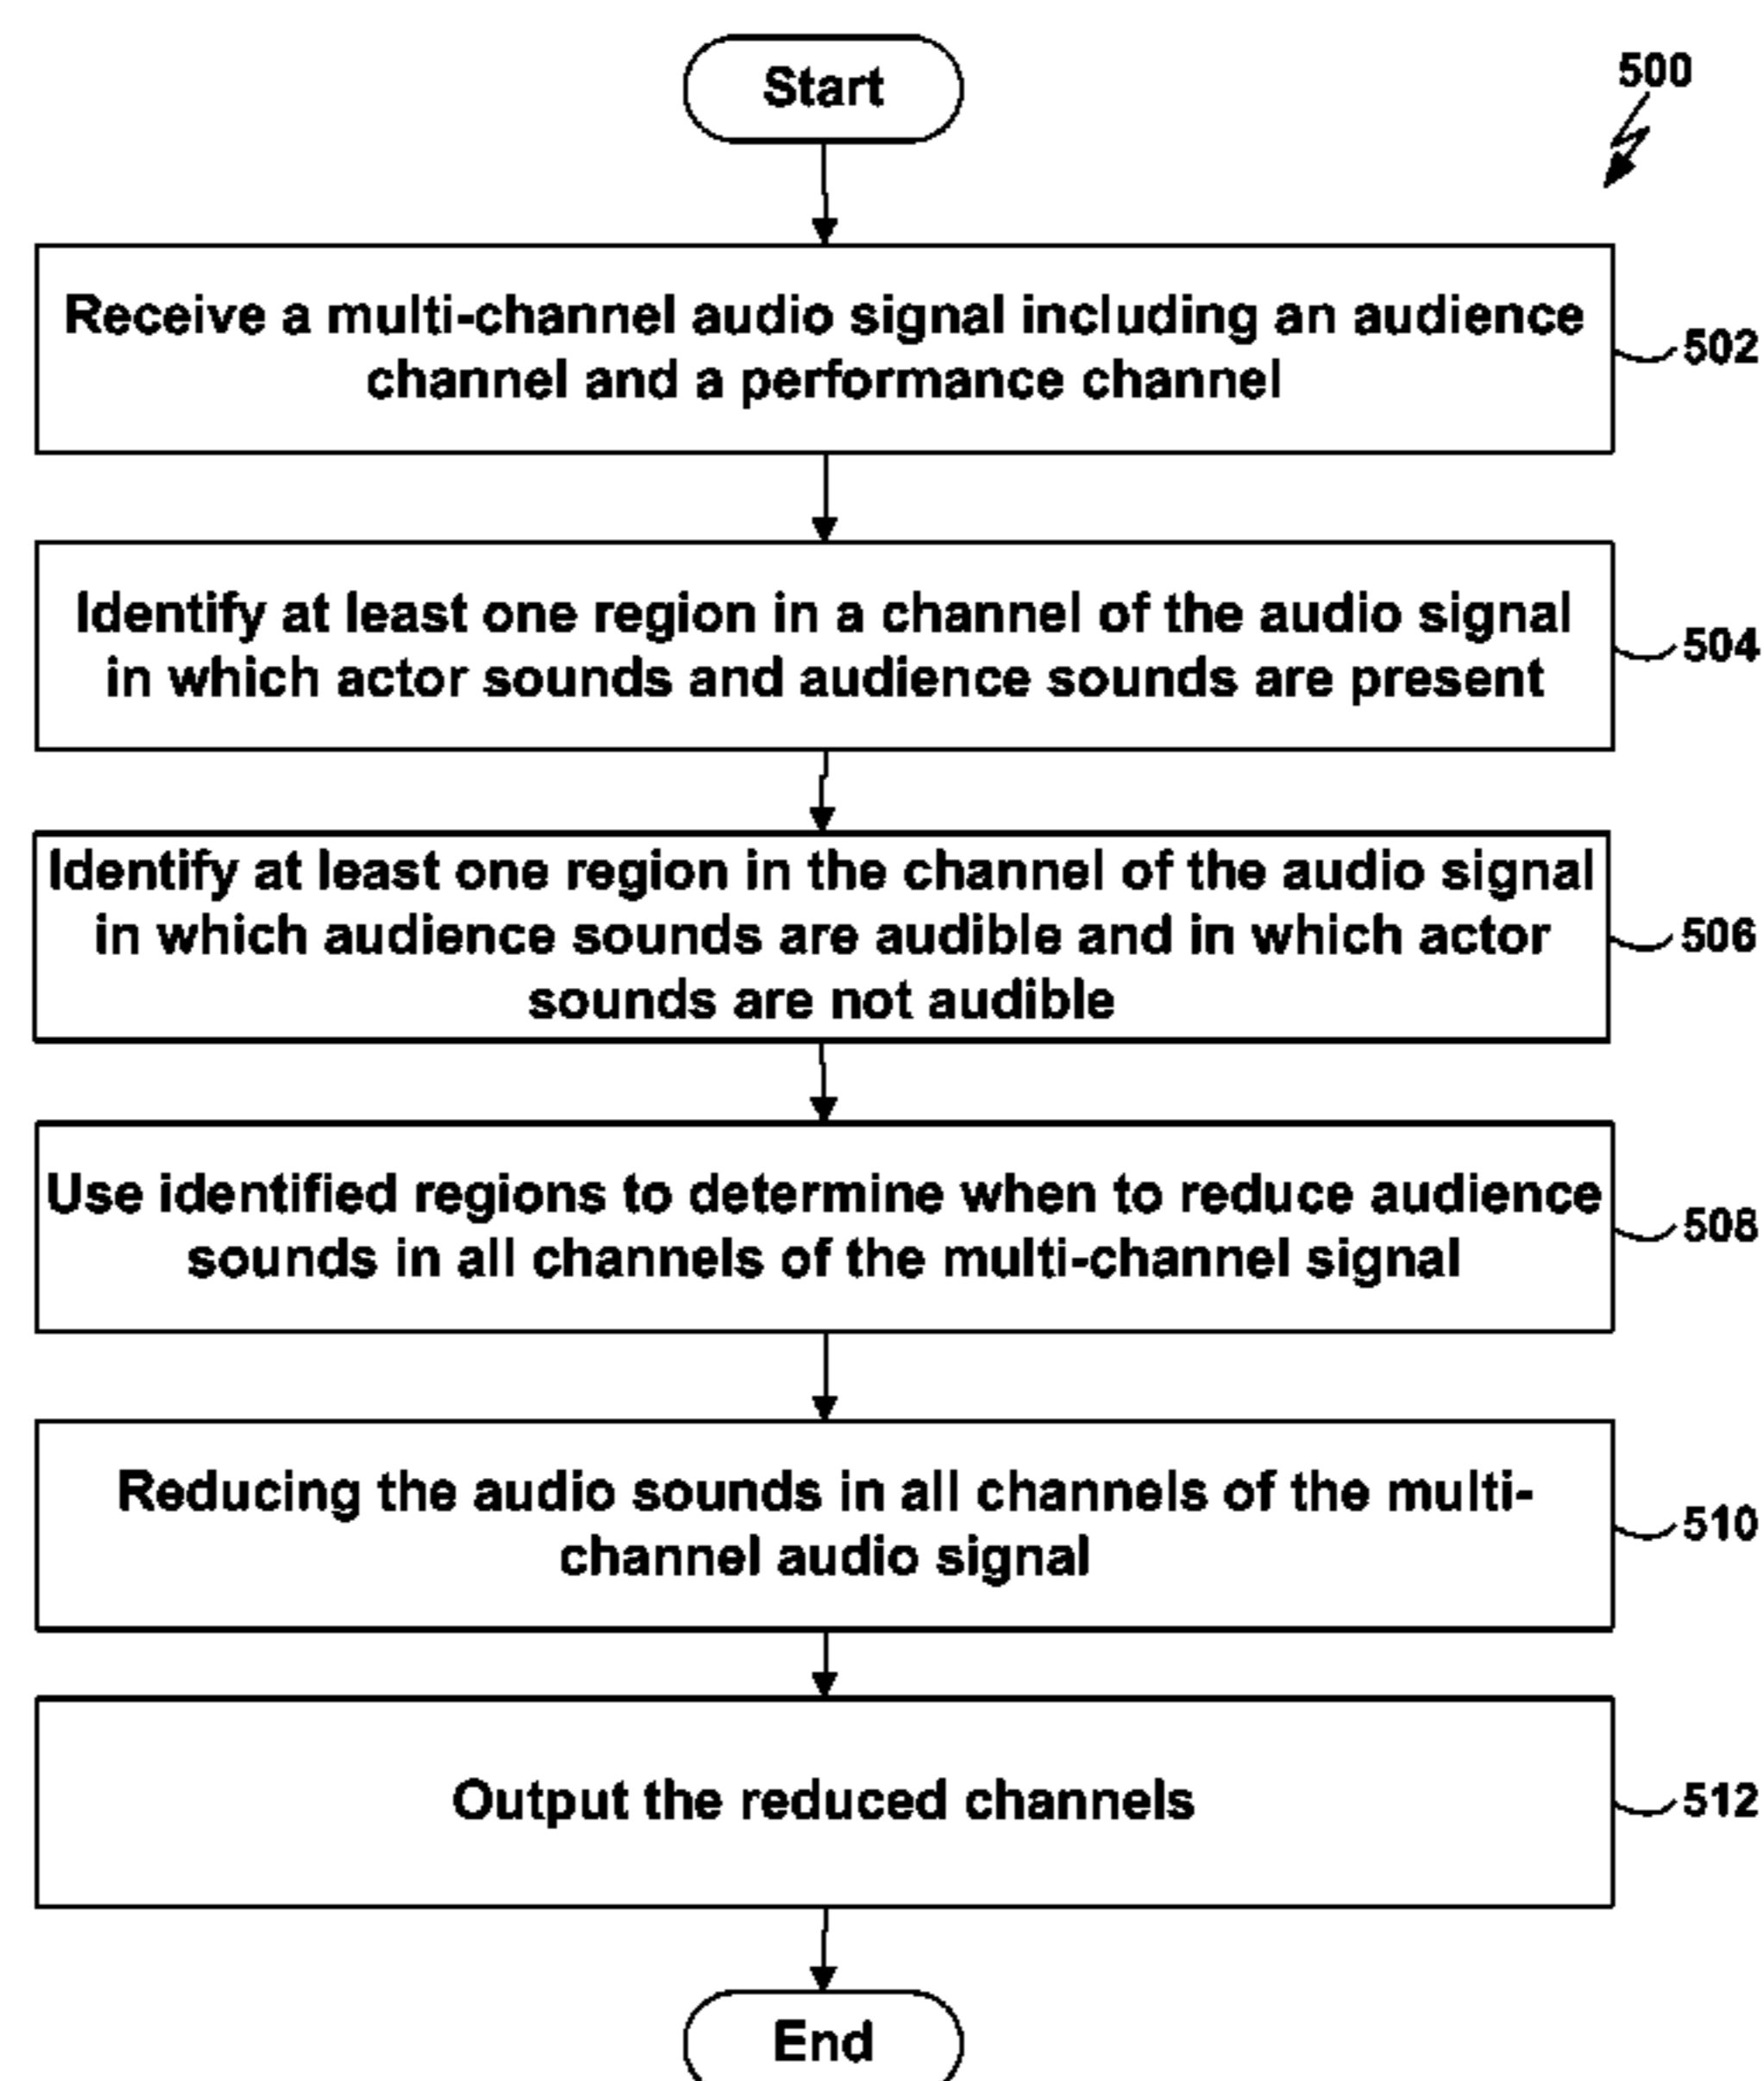 Start
500
Receive a multi-channel audio signal including an audience
channel and a performance channel
502
Identify at least one region in a channel of the audio signal
in which actor sounds and audience sounds are present
504
Identify at least one region in the channel of the audio signal
in which audience sounds are audible and in which actor
sounds are not audible
506
Use identified regions to determine when to reduce audience
sounds in all channels of the multi-channel signal
508
Reducing the audio sounds in all channels of the multi-
channel audio signal
510
Output the reduced channels
512
End